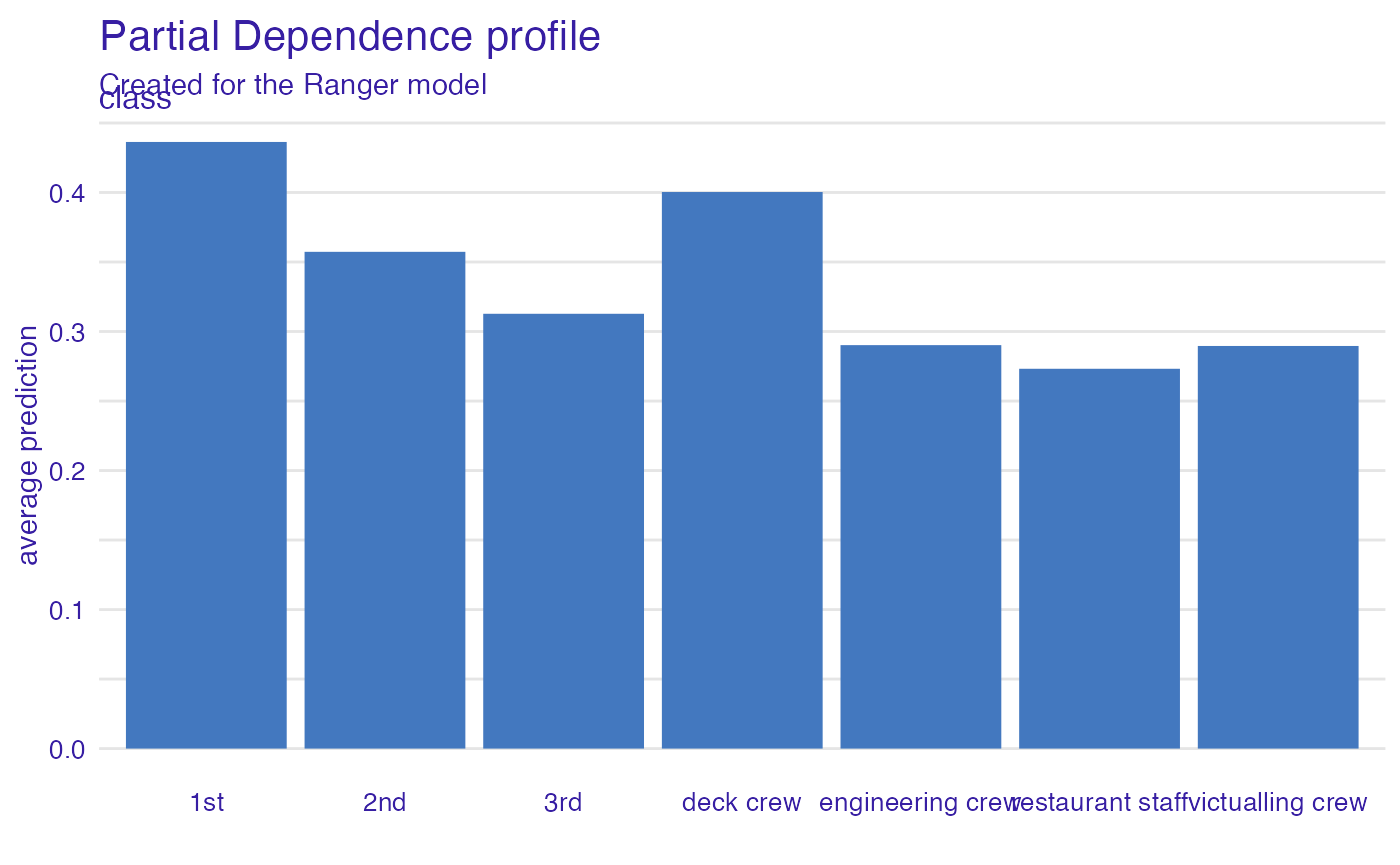 Partial Dependence profile
Created for the Ranger model
class
average prediction
0.4
0.3
0.2
0.1
0.0
1st 2nd 3rd deck crew engineering crew restaurant staff victualling crew